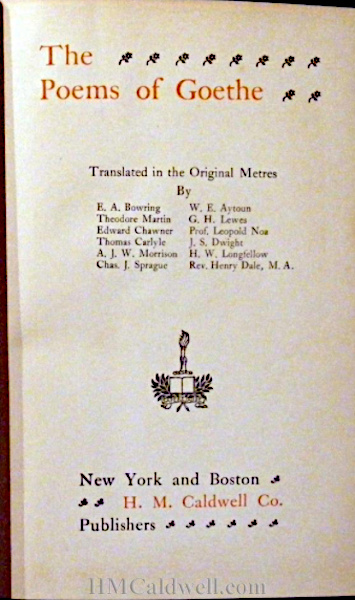 The
Poems of Goethe
Translated in the Original Metres
By
E. A. Bowring
Theodore Martin
Edward Chawner
Thomas Carlyle
A. J. W. Morrison
Chas. J. Sprague
W. E. Aytoun
G. H. Lewes
Prof. Leopold Noa
J. S. Dwight
H. W. Longfellow
Rev. Henry Dale, M. A.
New York and Boston
H. M. Caldwell Co.
Publishers
HMCaldwell.com